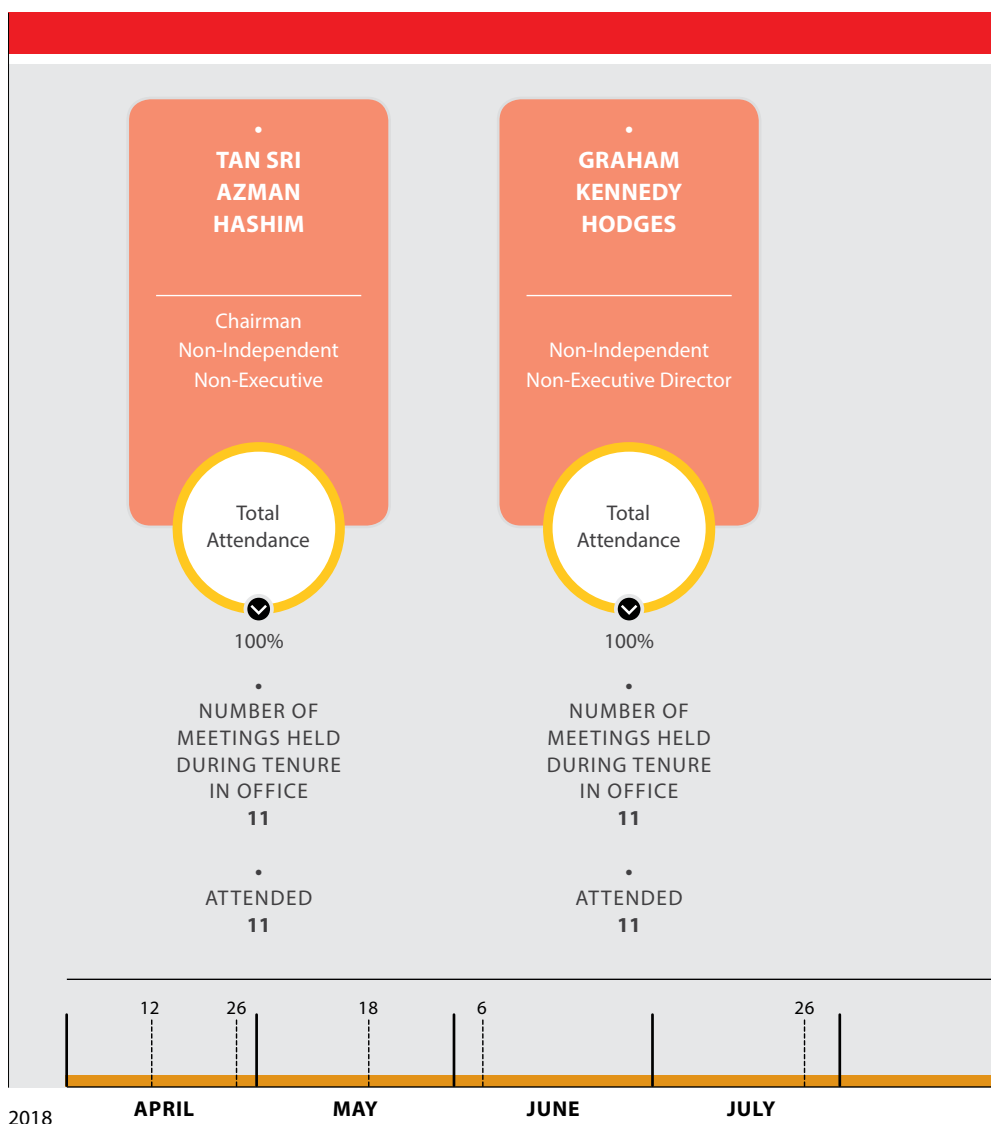 •
TAN SRI
AZMAN
HASHIM
Chairman
Non-Independent
Non-Executive
Total
Attendance
100%
•
NUMBER OF
MEETINGS HELD
DURING TENURE
IN OFFICE
11
•
ATTENDED
11
•
GRAHAM
KENNEDY
HODGES
Non-Independent
Non-Executive Director
Total
Attendance
100%
•
NUMBER OF
MEETINGS HELD
DURING TENURE
IN OFFICE
11
•
ATTENDED
11
12 26 18 6 26
2018 APRIL MAY JUNE JULY